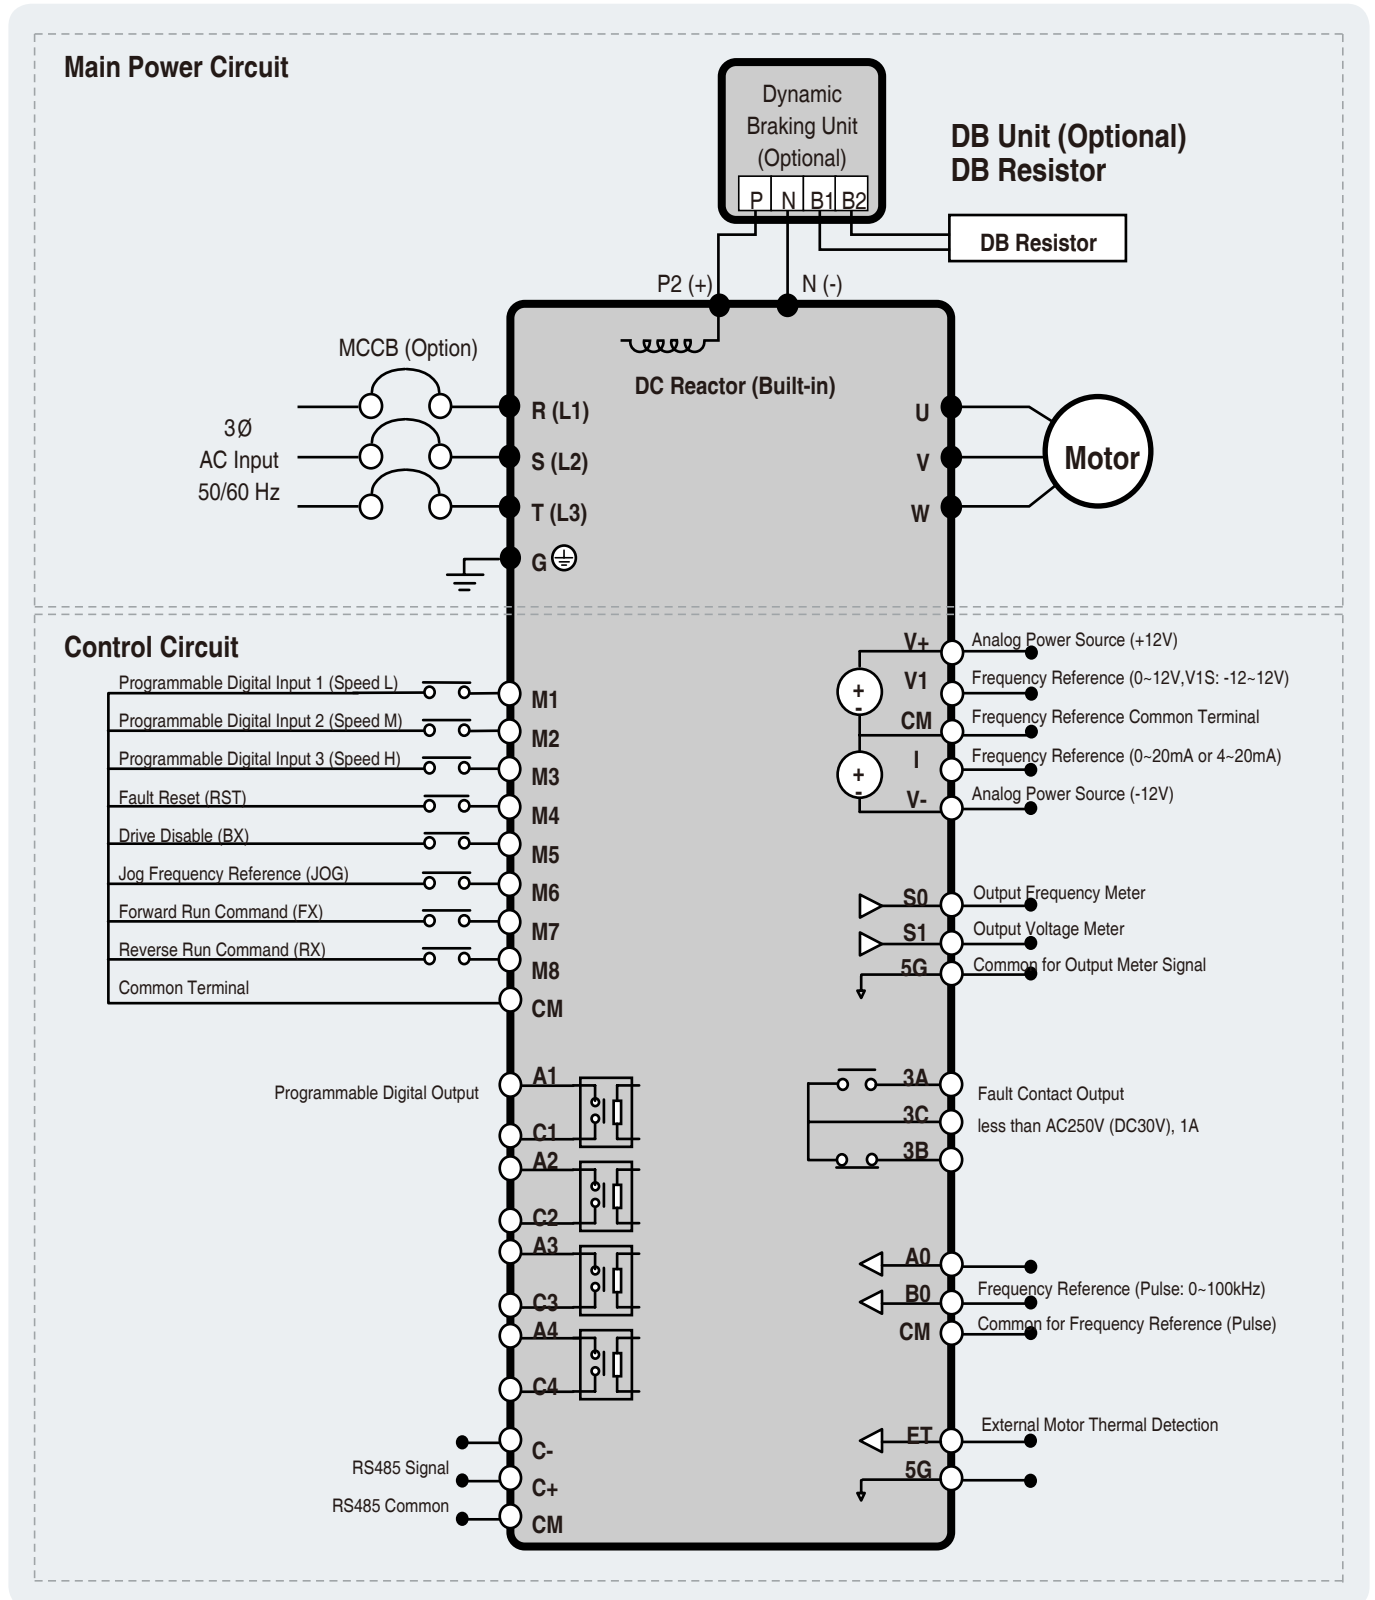 Main Power Circuit
Dynamic
Braking Unit
(Optional)
P N B1 B2
DB Unit (Optional)
DB Resistor
DB Resistor
P2 (+)
N (-)
MCCB (Option)
DC Reactor (Built-in)
3Ø
AC Input
50/60 Hz
R (L1)
S (L2)
T (L3)
G
U
V
W
Motor
Control Circuit
Programmable Digital Input 1 (Speed L)
M1
Programmable Digital Input 2 (Speed M)
M2
Programmable Digital Input 3 (Speed H)
M3
Fault Reset (RST)
M4
Drive Disable (BX)
M5
Jog Frequency Reference (JOG)
M6
Forward Run Command (FX)
M7
Reverse Run Command (RX)
M8
Common Terminal
CM
Programmable Digital Output
A1
C1
A2
C2
A3
C3
A4
C4
C-
RS485 Signal
C+
RS485 Common
CM
V+
Analog Power Source (+12V)
+
-
V1
Frequency Reference (0~12V,V1S: -12~12V)
CM
Frequency Reference Common Terminal
+
-
I
Frequency Reference (0~20mA or 4~20mA)
V-
Analog Power Source (-12V)
S0
Output Frequency Meter
S1
Output Voltage Meter
5G
Common for Output Meter Signal
3A
Fault Contact Output
3C
less than AC250V (DC30V), 1A
3B
A0
B0
Frequency Reference (Pulse: 0~100kHz)
CM
Common for Frequency Reference (Pulse)
ET
External Motor Thermal Detection
5G